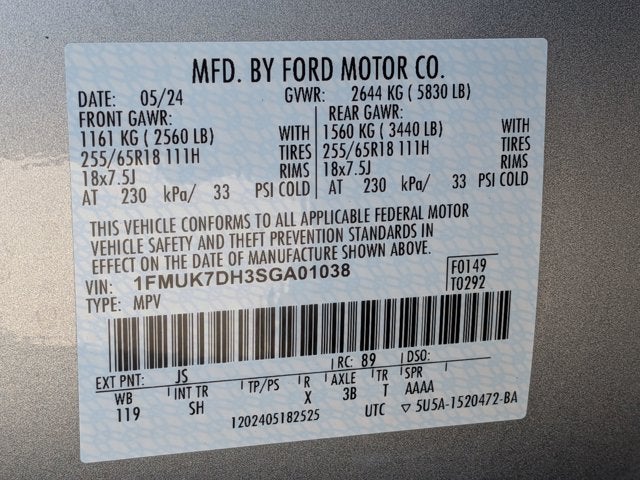 MFD. BY FORD MOTOR CO.
DATE: 05/24 GVWR: 2644 KG ( 5830 LB)
FRONT GAWR: REAR GAWR:
1161 KG ( 2560 LB) WITH 1560 KG ( 3440 LB) WITH
255/65R18 111H TIRES 255/65R18 111H TIRES
18x7.5J RIMS 18x7.5J RIMS
AT 230 kPa/ 33 PSI COLD AT 230 kPa/ 33 PSI COLD
THIS VEHICLE CONFORMS TO ALL APPLICABLE FEDERAL MOTOR
VEHICLE SAFETY AND THEFT PREVENTION STANDARDS IN
EFFECT ON THE DATE OF MANUFACTURE SHOWN ABOVE.
VIN: 1FMUK7DH3SGA01038 F0149
TYPE: MPV T0292
EXT PNT: JS RC: 89 DSO:
WB INT TR TP/PS R AXLE TR SPR
119 SH X 3B T AAAA
1202405182525 UTC ▽ 5U5A-1520472-BA